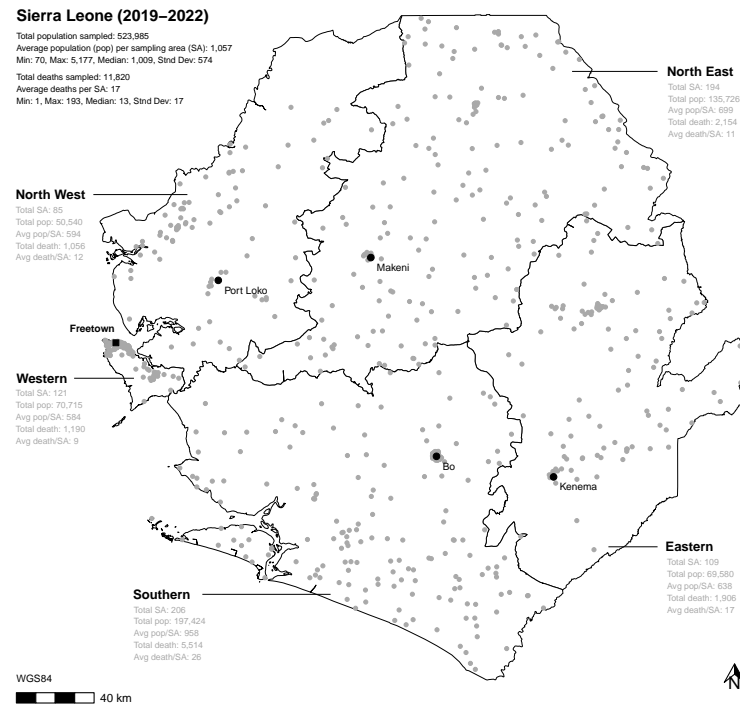 Sierra Leone (2019–2022)
Total population sampled: 523,985
Average population (pop) per sampling area (SA): 1,057
Min: 70, Max: 5,177, Median: 1,009, Stnd Dev: 574
Total deaths sampled: 11,820
Average deaths per SA: 17
Min: 1, Max: 193, Median: 13, Stnd Dev: 17
North East
Total SA: 194
Total pop: 135,726
Avg pop/SA: 699
Total death: 2,154
Avg death/SA: 11
North West
Total SA: 85
Total pop: 50,540
Avg pop/SA: 594
Total death: 1,056
Avg death/SA: 12
Makeni
Port Loko
Freetown
Western
Total SA: 121
Total pop: 70,715
Avg pop/SA: 584
Total death: 1,190
Avg death/SA: 9
Bo
Kenema
Eastern
Total SA: 109
Total pop: 69,580
Avg pop/SA: 638
Total death: 1,906
Avg death/SA: 17
Southern
Total SA: 206
Total pop: 197,424
Avg pop/SA: 958
Total death: 5,514
Avg death/SA: 26
WGS84
40 km
N